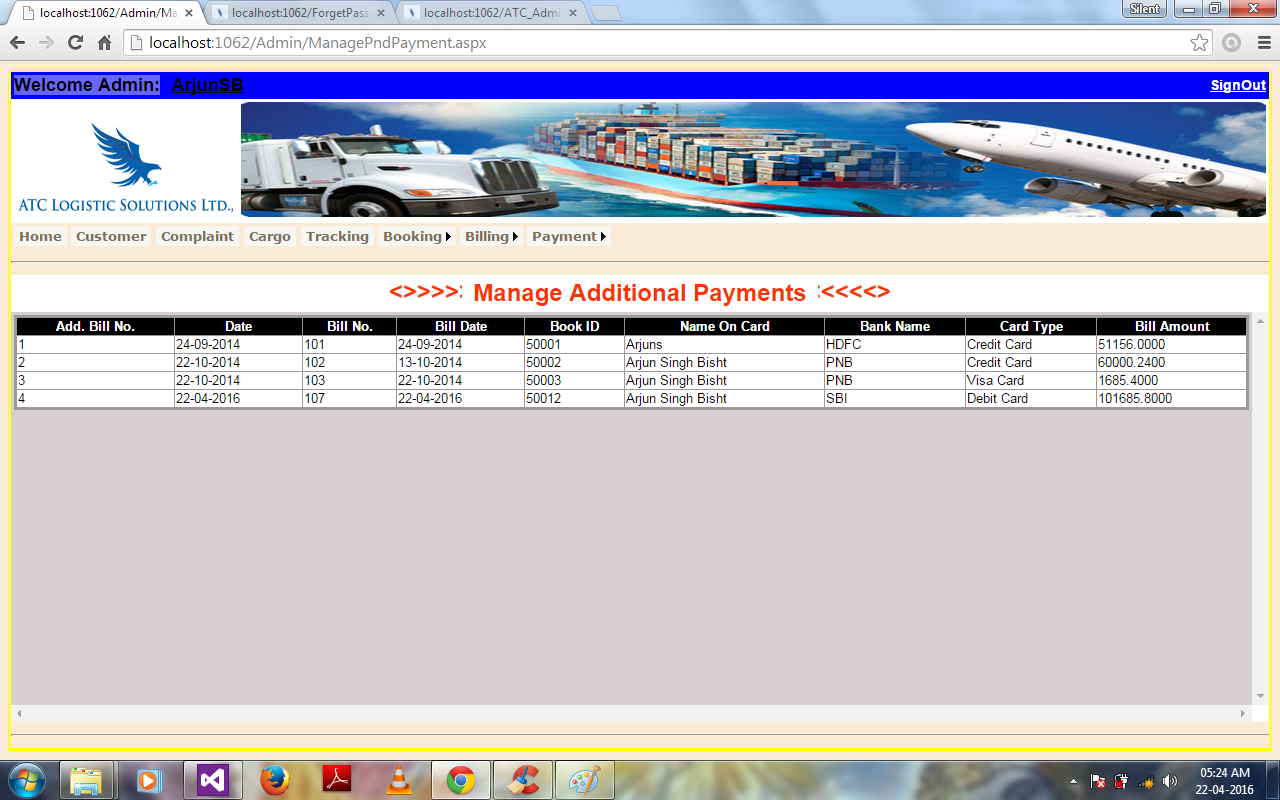 localhost:1062/Admin/Ma
localhost:1062/ForgetPass
localhost:1062/ATC_Admi
Silent
localhost:1062/Admin/ManagePndPayment.aspx
Welcome Admin: ArjunSB
SignOut
ATC LOGISTIC SOLUTIONS LTD.,
Home Customer Complaint Cargo Tracking Booking Billing Payment
<>>>>: Manage Additional Payments :<<<<>
Add. Bill No. Date Bill No. Bill Date Book ID Name On Card Bank Name Card Type Bill Amount
1 24-09-2014 101 24-09-2014 50001 Arjuns HDFC Credit Card 51156.0000
2 22-10-2014 102 13-10-2014 50002 Arjun Singh Bisht PNB Credit Card 60000.2400
3 22-10-2014 103 22-10-2014 50003 Arjun Singh Bisht PNB Visa Card 1685.4000
4 22-04-2016 107 22-04-2016 50012 Arjun Singh Bisht SBI Debit Card 101685.8000
05:24 AM
22-04-2016